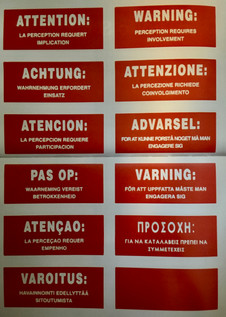 ATTENTION:
LA PERCEPTION REQUIERT
IMPLICATION
WARNING:
PERCEPTION REQUIRES
INVOLVEMENT
ACHTUNG:
WAHRNEHMUNG ERFORDERT
EINSATZ
ATTENZIONE:
LA PERCEZIONE RICHIEDE
COINVOLGIMENTO
ATENCION:
LA PERCEPCION REQUIERE
PARTICIPACION
ADVARSEL:
FOR AT KUNNE FORSTÅ NOGET MÅ MAN
ENGAGERE SIG
PAS OP:
WAARNEMING VEREIST
BETROKKENHEID
VARNING:
FÖR ATT UPPFATTA MÅSTE MAN
ENGAGERA SIG
ATENÇAO:
LA PERCEÇAO REQUER
EMPENHO
ΠΡΟΣΟΧΗ:
ΓΙΑ ΝΑ ΚΑΤΑΛΑΒΕΙΣ ΠΡΕΠΕΙ ΝΑ
ΣΥΜΜΕΤΕΧΕΙΣ
VAROITUS:
HAVAINNOINTI EDELLYTTÄÄ
SITOUTUMISTA